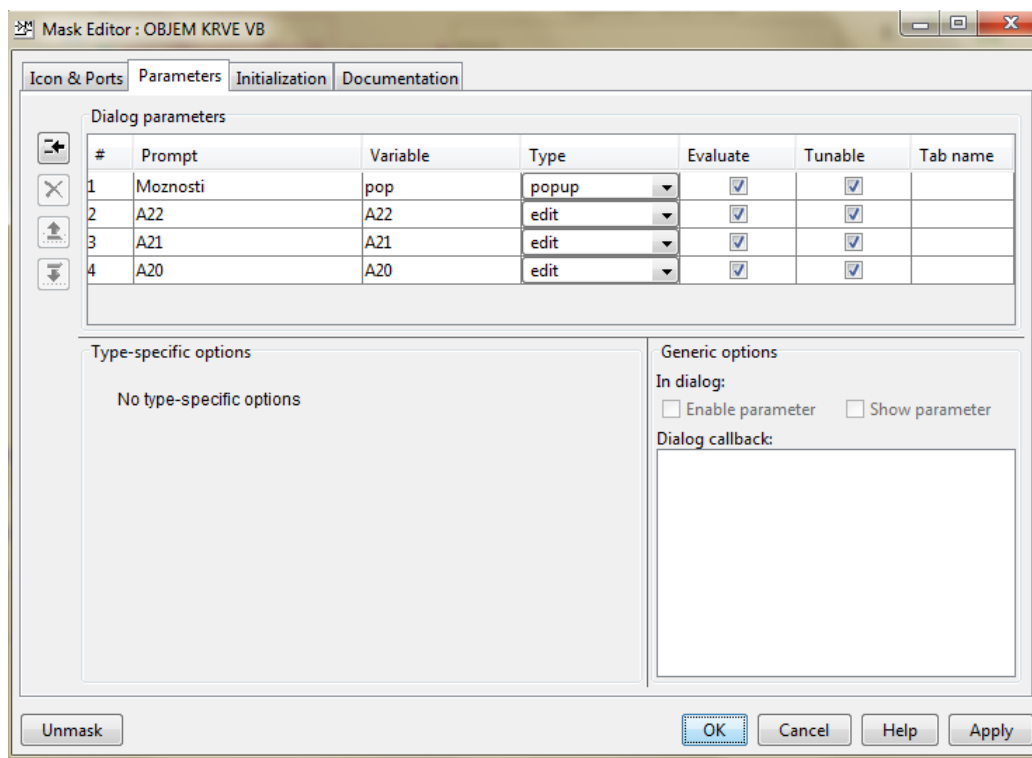 Mask Editor : OBJEM KRVE VB
Icon & Ports Parameters Initialization Documentation
Dialog parameters
# Prompt Variable Type Evaluate Tunable Tab name
1 Moznosti pop popup
2 A22 A22 edit
3 A21 A21 edit
4 A20 A20 edit
Type-specific options
No type-specific options
Generic options
In dialog:
Enable parameter Show parameter
Dialog callback:
Unmask OK Cancel Help Apply